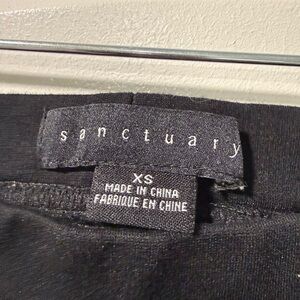 sanctuary
XS
MADE IN CHINA
FABRIQUE EN CHINE